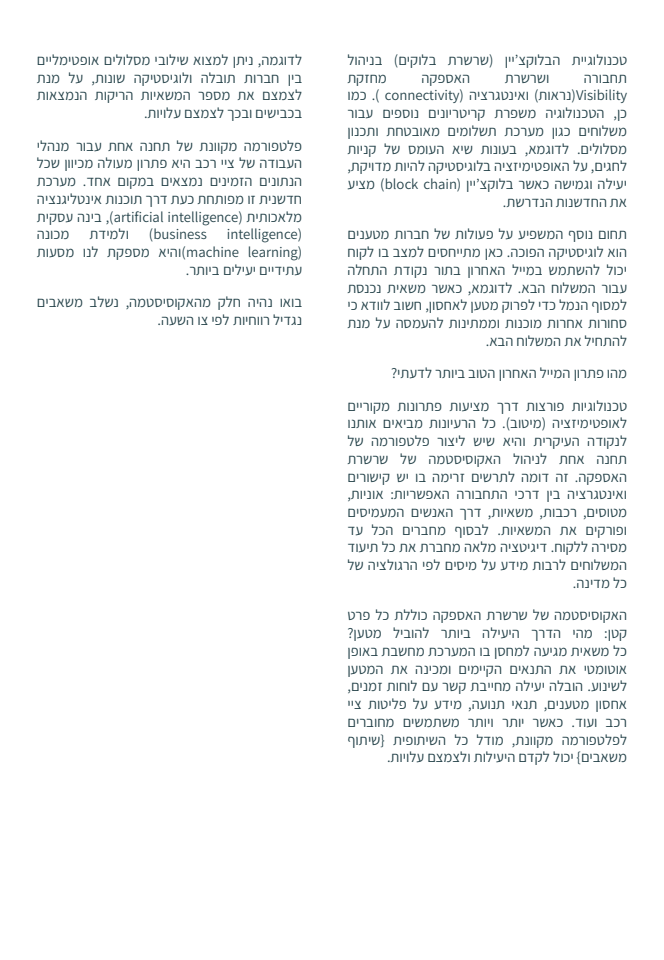 טכנולוגיית הבלוקצ'יין (שרשרת בלוקים) בניהול
תחבורה ושרשרת האספקה מחזקת
Visibility(נראות) ואינטגרציה (connectivity ). כמו
כן, הטכנולוגיה משפרת קריטריונים נוספים עבור
משלוחים כגון מערכת תשלומים מאובטחת ותכנון
מסלולים. לדוגמא, בעונות שיא העומס של קניות
לחגים, על האופטימיזציה בלוגיסטיקה להיות מדויקת,
יעילה וגמישה כאשר בלוקצ'יין (block chain) מציע
את החדשנות הנדרשת.
תחום נוסף המשפיע על פעולות של חברות מטענים
הוא לוגיסטיקה הפוכה. כאן מתייחסים למצב בו לקוח
יכול להשתמש במייל האחרון בתור נקודת התחלה
עבור המשלוח הבא. לדוגמא, כאשר משאית נכנסת
למסוף הנמל כדי לפרוק מטען לאחסון, חשוב לוודא כי
סחורות אחרות מוכנות וממתינות להעמסה על מנת
להתחיל את המשלוח הבא.
מהו פתרון המייל האחרון הטוב ביותר לדעתי?
טכנולוגיות פורצות דרך מציעות פתרונות מקוריים
לאופטימיזציה (מיטוב). כל הרעיונות מביאים אותנו
לנקודה העיקרית והיא שיש ליצור פלטפורמה של
תחנה אחת לניהול האקוסיסטמה של שרשרת
האספקה. זה דומה לתרשים זרימה בו יש קישורים
ואינטגרציה בין דרכי התחבורה האפשריות: אוניות,
מטוסים, רכבות, משאיות, דרך האנשים המעמיסים
ופורקים את המשאיות. לבסוף מחברים הכל עד
מסירה ללקוח. דיגיטציה מלאה מחברת את כל תיעוד
המשלוחים לרבות מידע על מיסים לפי הרגולציה של
כל מדינה.
האקוסיסטמה של שרשרת האספקה כוללת כל פרט
קטן: מהי הדרך היעילה ביותר להוביל מטען?
כל משאית מגיעה למחסן בו המערכת מחשבת באופן
אוטומטי את התנאים הקיימים ומכינה את המטען
לשינוע. הובלה יעילה מחייבת קשר עם לוחות זמנים,
אחסון מטענים, תנאי תנועה, מידע על פליטות ציי
רכב ועוד. כאשר יותר ויותר משתמשים מחוברים
לפלטפורמה מקוונת, מודל כל השיתופית {שיתוף
משאבים} יכול לקדם היעילות ולצמצם עלויות.
לדוגמה, ניתן למצוא שילובי מסלולים אופטימליים
בין חברות תובלה ולוגיסטיקה שונות, על מנת
לצמצם את מספר המשאיות הריקות הנמצאות
בכבישים ובכך לצמצם עלויות.
פלטפורמה מקוונת של תחנה אחת עבור מנהלי
העבודה של ציי רכב היא פתרון מעולה מכיוון שכל
הנתונים הזמינים נמצאים במקום אחד. מערכת
חדשנית זו מפותחת כעת דרך תוכנות אינטליגנציה
מלאכותית (artificial intelligence), בינה עסקית
(business intelligence) ולמידת מכונה
(machine learning)והיא מספקת לנו מסעות
עתידיים יעילים ביותר.
בואו נהיה חלק מהאקוסיסטמה, נשלב משאבים
נגדיל רווחיות לפי צו השעה.